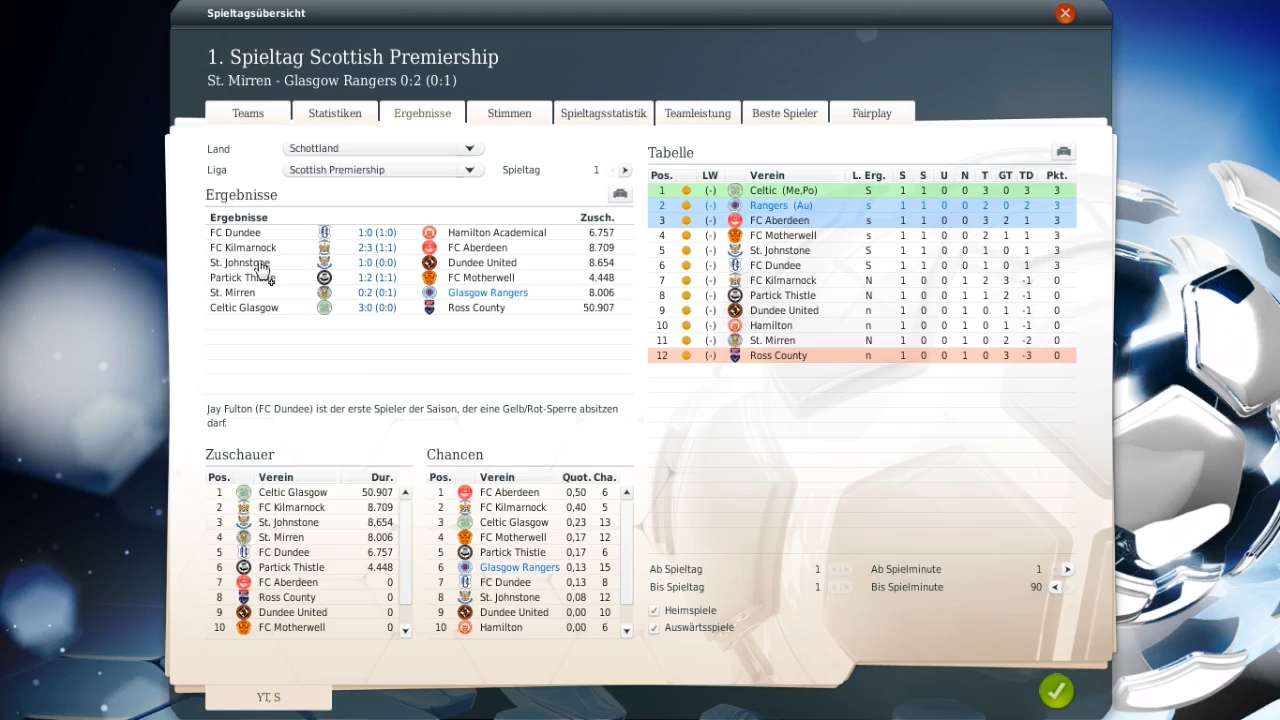 Spieltagsübersicht
1. Spieltag Scottish Premiership
St. Mirren - Glasgow Rangers 0:2 (0:1)
Teams Statistiken Ergebnisse Stimmen Spieltagsstatistik Teamleistung Beste Spieler Fairplay
Land Schottland
Liga Scottish Premiership Spieltag 1
Ergebnisse
Ergebnisse Zusch.
FC Dundee 1:0 (1:0) Hamilton Academical 6.757
FC Kilmarnock 2:3 (1:1) FC Aberdeen 8.709
St. Johnstone 1:0 (0:0) Dundee United 8.654
Partick 1:2 (1:1) FC Motherwell 4.448
St. Mirren 0:2 (0:1) Glasgow Rangers 8.006
Celtic Glasgow 3:0 (0:0) Ross County 50.907
Jay Fulton (FC Dundee) ist der erste Spieler der Saison, der eine Gelb/Rot-Sperre absitzen
darf.
Zuschauer
Pos. Verein Dur.
1 Celtic Glasgow 50.907
2 FC Kilmarnock 8.709
3 St. Johnstone 8.654
4 St. Mirren 8.006
5 FC Dundee 6.757
6 Partick Thistle 4.448
7 FC Aberdeen 0
8 Ross County 0
9 Dundee United 0
10 FC Motherwell 0
Chancen
Pos. Verein Quot. Cha.
1 FC Aberdeen 0,50 6
2 FC Kilmarnock 0,40 5
3 Celtic Glasgow 0,23 13
4 FC Motherwell 0,17 12
5 Partick Thistle 0,17 6
6 Glasgow Rangers 0,13 15
7 FC Dundee 0,13 8
8 St. Johnstone 0,08 12
9 Dundee United 0,00 10
10 Hamilton 0,00 6
Tabelle
Pos. LW Verein L. Erg. S S U N T GT TD Pkt.
1 (-) Celtic (Me,Po) S 1 1 0 0 3 0 3 3
2 (-) Rangers (Au) s 1 1 0 0 2 0 2 3
3 (-) FC Aberdeen s 1 1 0 0 3 2 1 3
4 (-) FC Motherwell s 1 1 0 0 2 1 1 3
5 (-) St. Johnstone S 1 1 0 0 1 0 1 3
6 (-) FC Dundee S 1 1 0 0 1 0 1 3
7 (-) FC Kilmarnock N 1 0 0 1 2 3 -1 0
8 (-) Partick Thistle N 1 0 0 1 1 2 -1 0
9 (-) Dundee United n 1 0 0 1 0 1 -1 0
10 (-) Hamilton n 1 0 0 1 0 1 -1 0
11 (-) St. Mirren N 1 0 0 1 0 2 -2 0
12 (-) Ross County n 1 0 0 1 0 3 -3 0
Ab Spieltag 1 Ab Spielminute 1
Bis Spieltag 1 Bis Spielminute 90
Heimspiele
Auswärtsspiele
YT, S